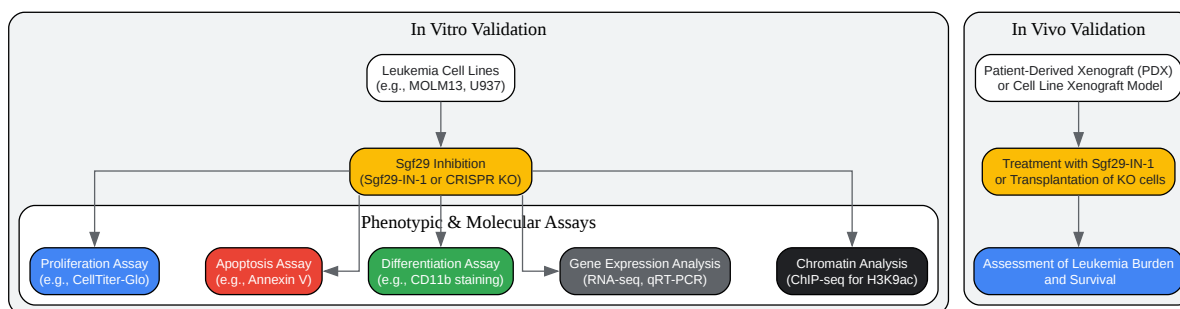 In Vitro Validation
Leukemia Cell Lines
(e.g., MOLM13, U937)
Sgf29 Inhibition
(Sgf29-IN-1 or CRISPR KO)
Phenotypic & Molecular Assays
Proliferation Assay
(e.g., CellTiter-Glo)
Apoptosis Assay
(e.g., Annexin V)
Differentiation Assay
(e.g., CD11b staining)
Gene Expression Analysis
(RNA-seq, qRT-PCR)
Chromatin Analysis
(ChIP-seq for H3K9ac)
In Vivo Validation
Patient-Derived Xenograft (PDX)
or Cell Line Xenograft Model
Treatment with Sgf29-IN-1
or Transplantation of KO cells
Assessment of Leukemia Burden
and Survival